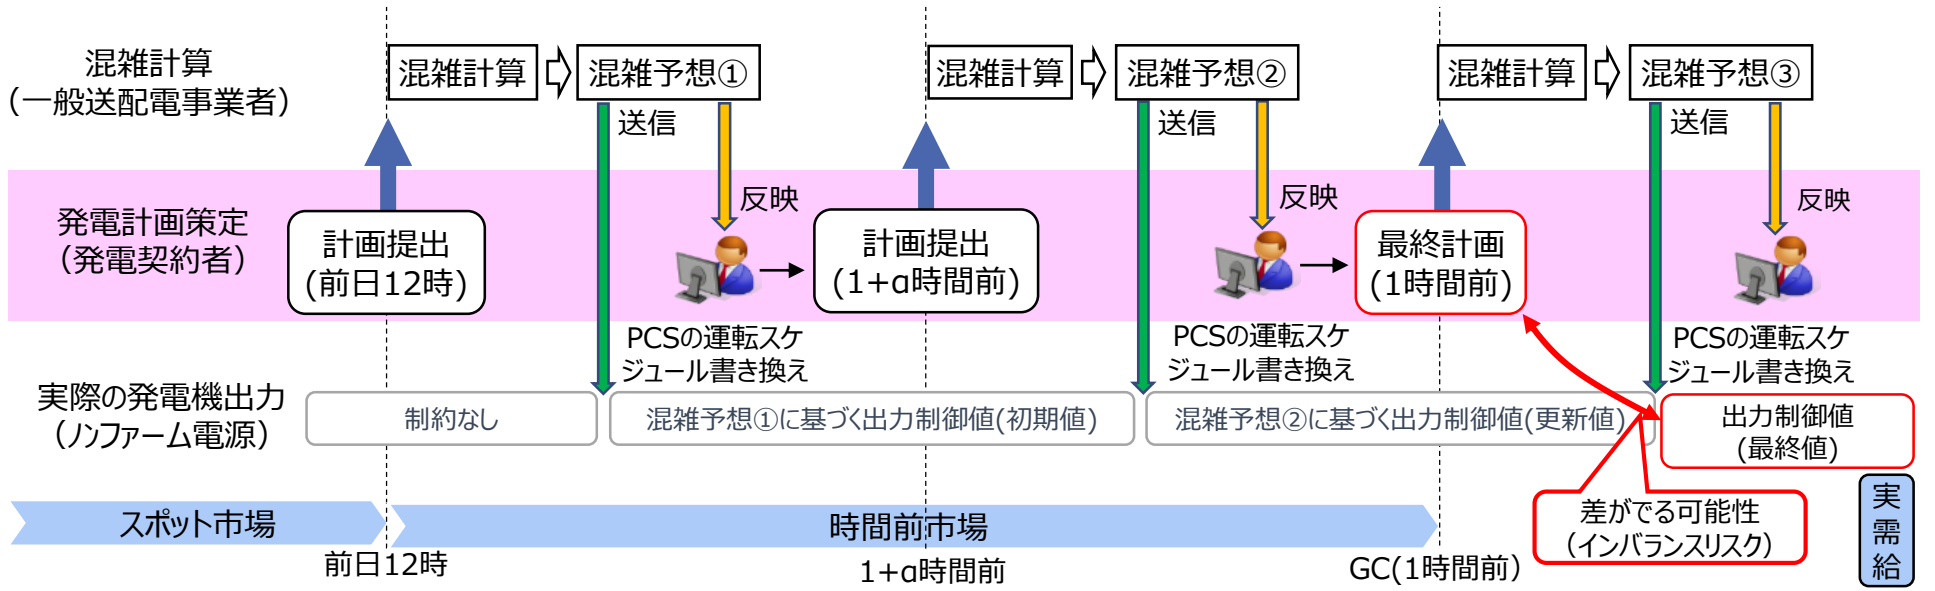 混雑計算
(一般送配電事業者)
混雑計算
混雑予想①
混雑計算
混雑予想②
混雑計算
混雑予想③
送信
送信
送信
発電計画策定
(発電契約者)
計画提出
(前日12時)
反映
計画提出
(1+α時間前)
反映
最終計画
(1時間前)
反映
PCSの運転スケ
ジュール書き換え
PCSの運転スケ
ジュール書き換え
PCSの運転スケ
ジュール書き換え
実際の発電機出力
(ノンファーム電源)
制約なし
混雑予想①に基づく出力制御値(初期値)
混雑予想②に基づく出力制御値(更新値)
出力制御値
(最終値)
差がでる可能性
(インバランスリスク)
スポット市場
時間前市場
実需給
前日12時
1+α時間前
GC(1時間前)